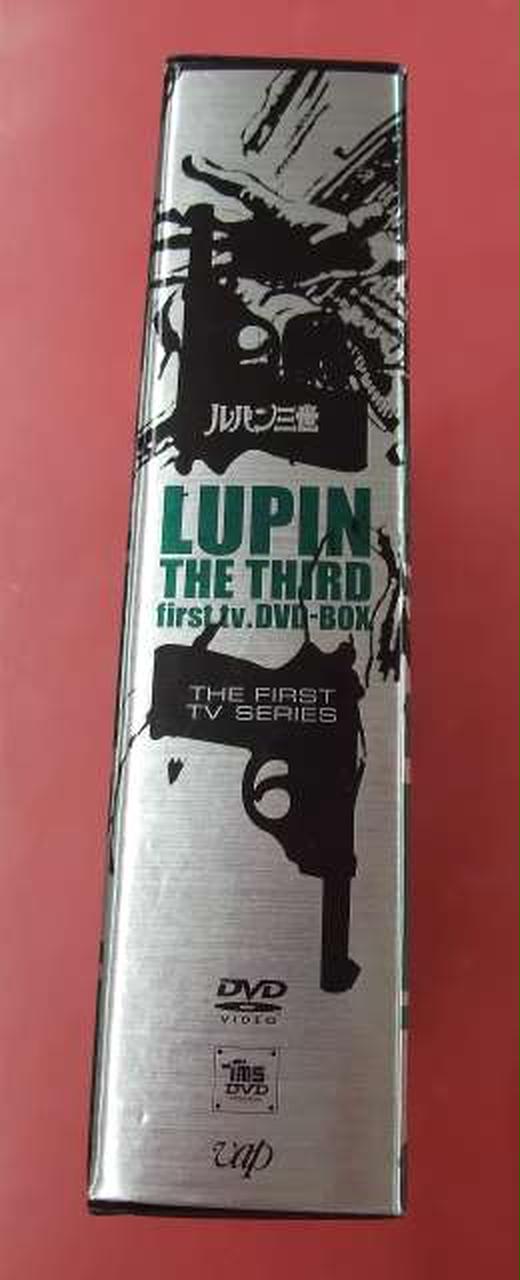 ルパン三世
LUPIN
THE THIRD
first tv.DVD-BOX
THE FIRST
TV SERIES
DVD
VIDEO
DVD
vap